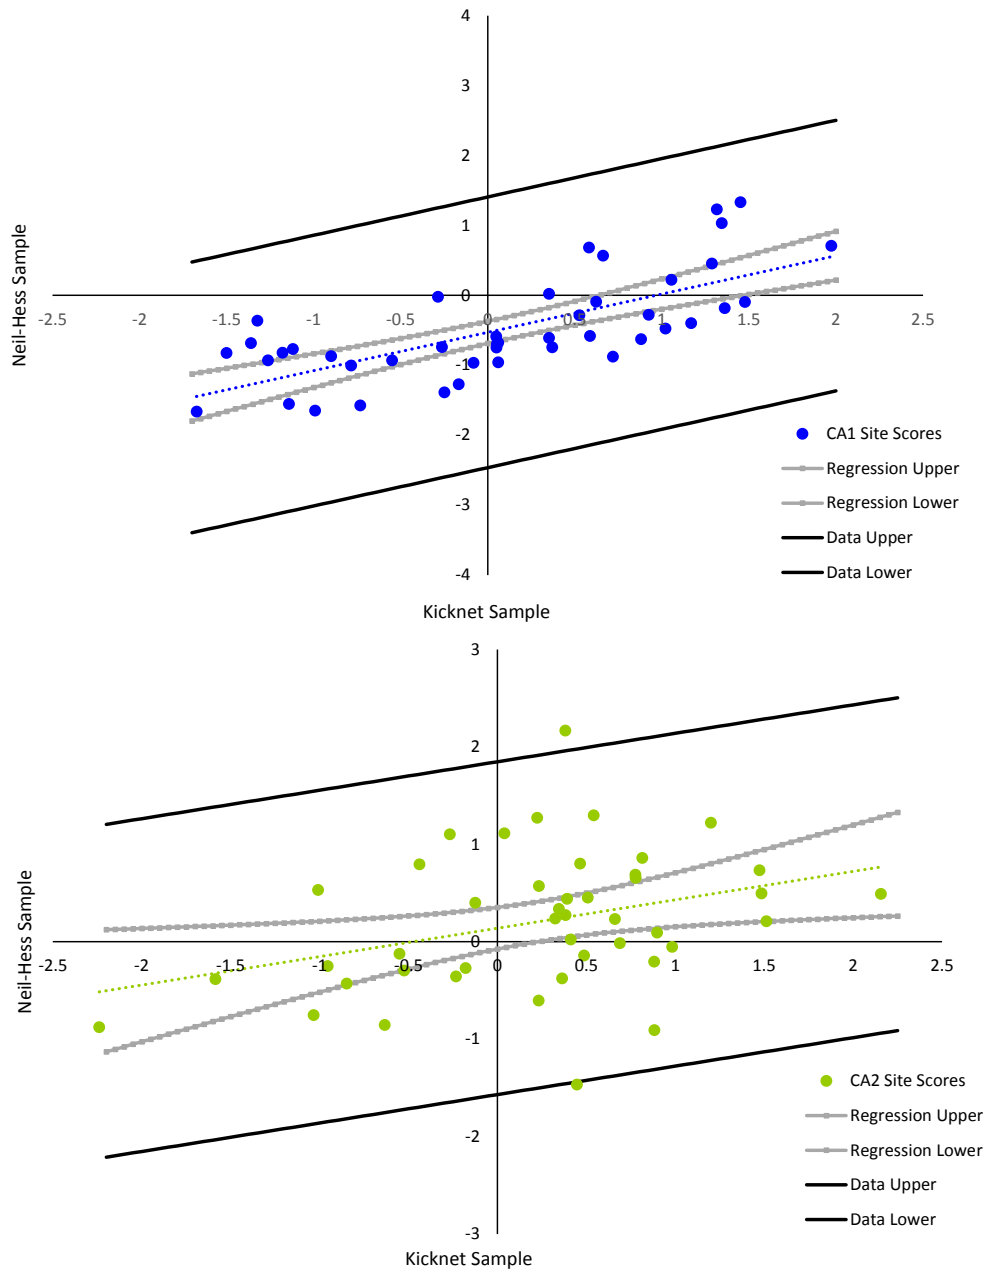 4
3
2
1
0
-1
-2
-3
-4
-2.5 -2 -1.5 -1 -0.5 0 0.5 1 1.5 2 2.5
Neil-Hess Sample
Kicknet Sample
CA1 Site Scores
Regression Upper
Regression Lower
Data Upper
Data Lower
3
2
1
0
-1
-2
-3
-2.5 -2 -1.5 -1 -0.5 0 0.5 1 1.5 2 2.5
Neil-Hess Sample
Kicknet Sample
CA2 Site Scores
Regression Upper
Regression Lower
Data Upper
Data Lower